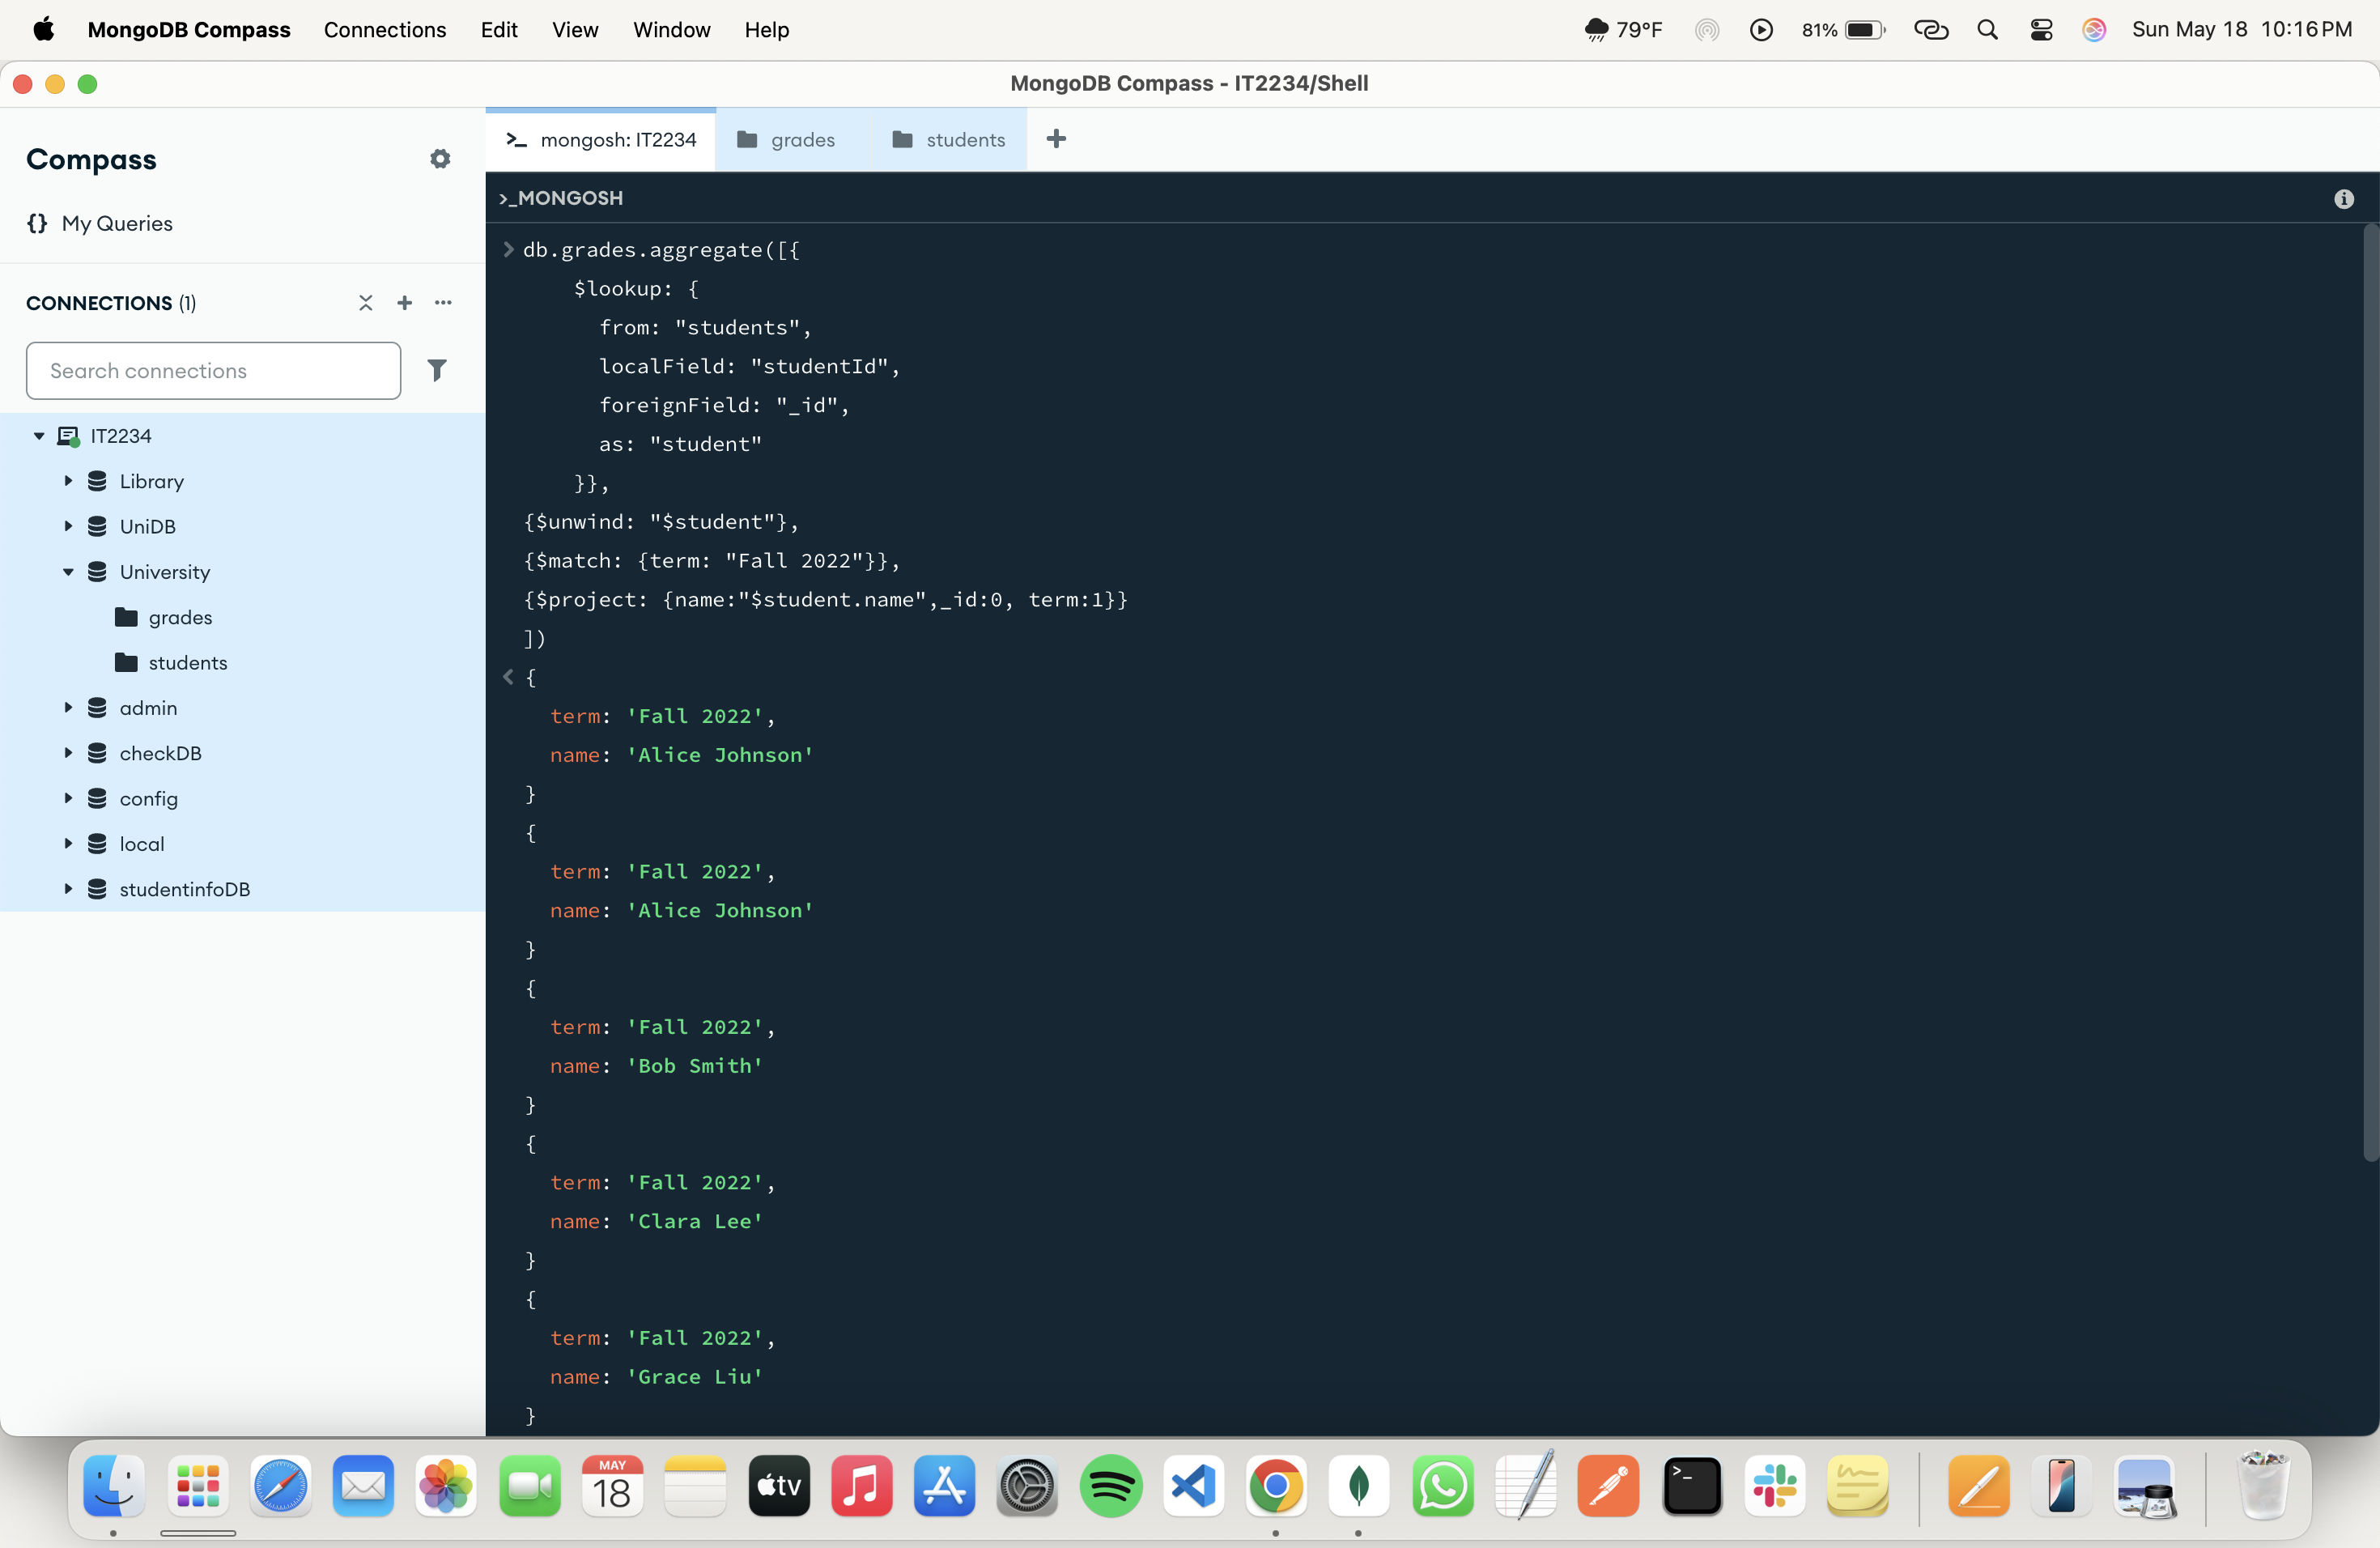 MongoDB Compass Connections Edit View Window Help 79°F 81% Sun May 18 10:16 PM
MongoDB Compass - IT2234/Shell
Compass
{} My Queries
CONNECTIONS (1)
Search connections
IT2234
Library
UniDB
University
grades
students
admin
checkDB
config
local
studentinfoDB
>_ mongosh: IT2234 grades students +
>_MONGOSH
> db.grades.aggregate([{
$lookup: {
from: "students",
localField: "studentId",
foreignField: "_id",
as: "student"
}},
{$unwind: "$student"},
{$match: {term: "Fall 2022"}},
{$project: {name:"$student.name",_id:0, term:1}}
])
< {
term: 'Fall 2022',
name: 'Alice Johnson'
}
{
term: 'Fall 2022',
name: 'Alice Johnson'
}
{
term: 'Fall 2022',
name: 'Bob Smith'
}
{
term: 'Fall 2022',
name: 'Clara Lee'
}
{
term: 'Fall 2022',
name: 'Grace Liu'
}
MAY
18
tv
>_